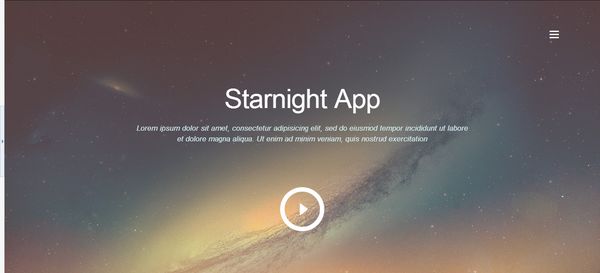 Starnight App
Lorem ipsum dolor sit amet, consectetur adipisicing elit, sed do eiusmod tempor incididunt ut labore
et dolore magna aliqua. Ut enim ad minim veniam, quis nostrud exercitation